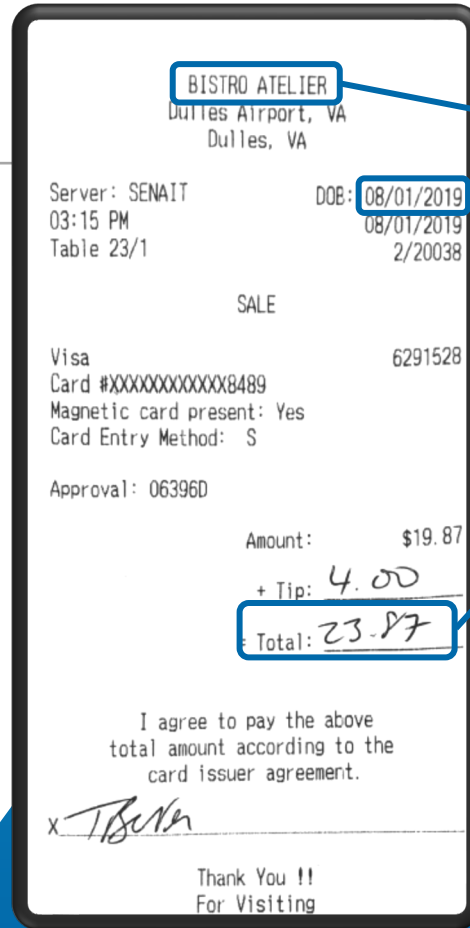 BISTRO ATELIER
Dulles Airport, VA
Dulles, VA
Server: SENAIT DOB: 08/01/2019
03:15 PM 08/01/2019
Table 23/1 2/20038
SALE
Visa 6291528
Card #XXXXXXXXXXXX8489
Magnetic card present: Yes
Card Entry Method: S
Approval: 06396D
Amount: $19.87
+ Tip: 4.00
= Total: 23.87
I agree to pay the above
total amount according to the
card issuer agreement.
x
Thank You !!
For Visiting